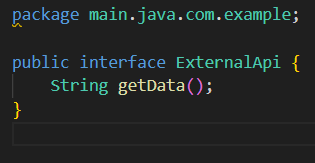 package main.java.com.example;
public interface ExternalApi {
    String getData();
}